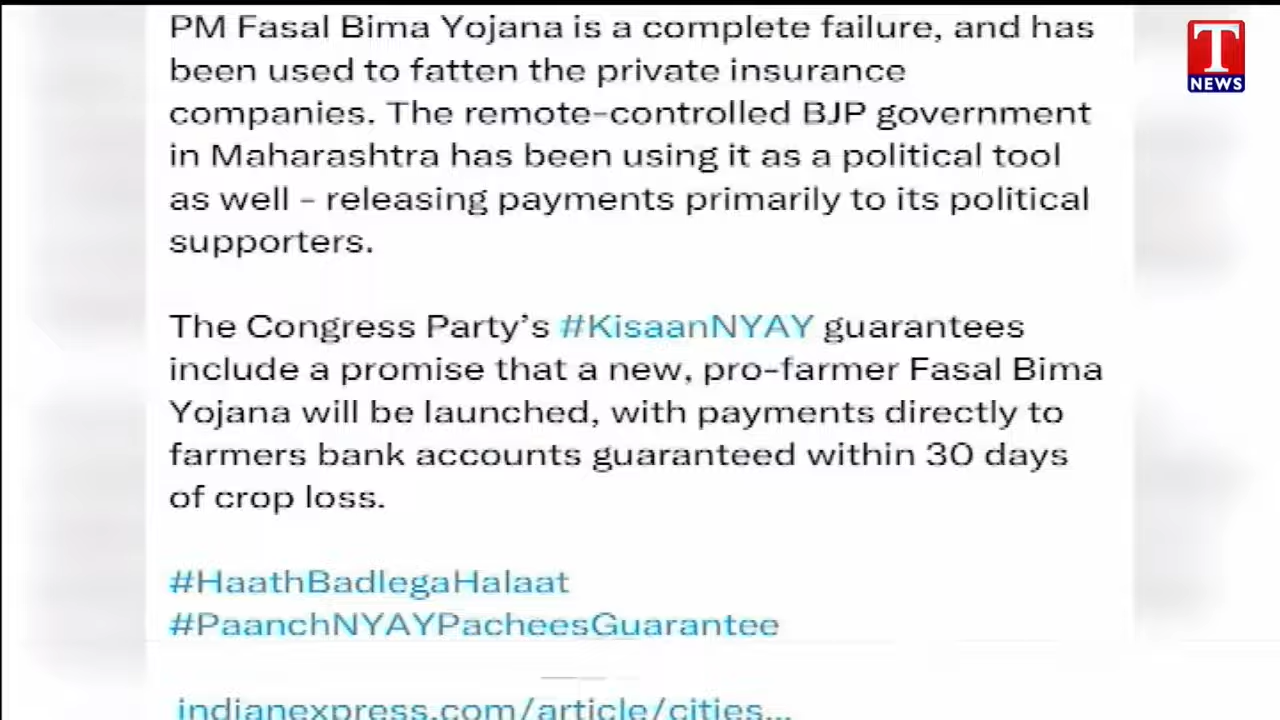 PM Fasal Bima Yojana is a complete failure, and has
been used to fatten the private insurance
companies. The remote-controlled BJP government
in Maharashtra has been using it as a political tool
as well - releasing payments primarily to its political
supporters.
The Congress Party's #KisaanNYAY guarantees
include a promise that a new, pro-farmer Fasal Bima
Yojana will be launched, with payments directly to
farmers bank accounts guaranteed within 30 days
of crop loss.
#HaathBadlegaHalaat
#PaanchNYAYPacheesGuarantee
indianexpress.com/article/cities...
T
NEWS